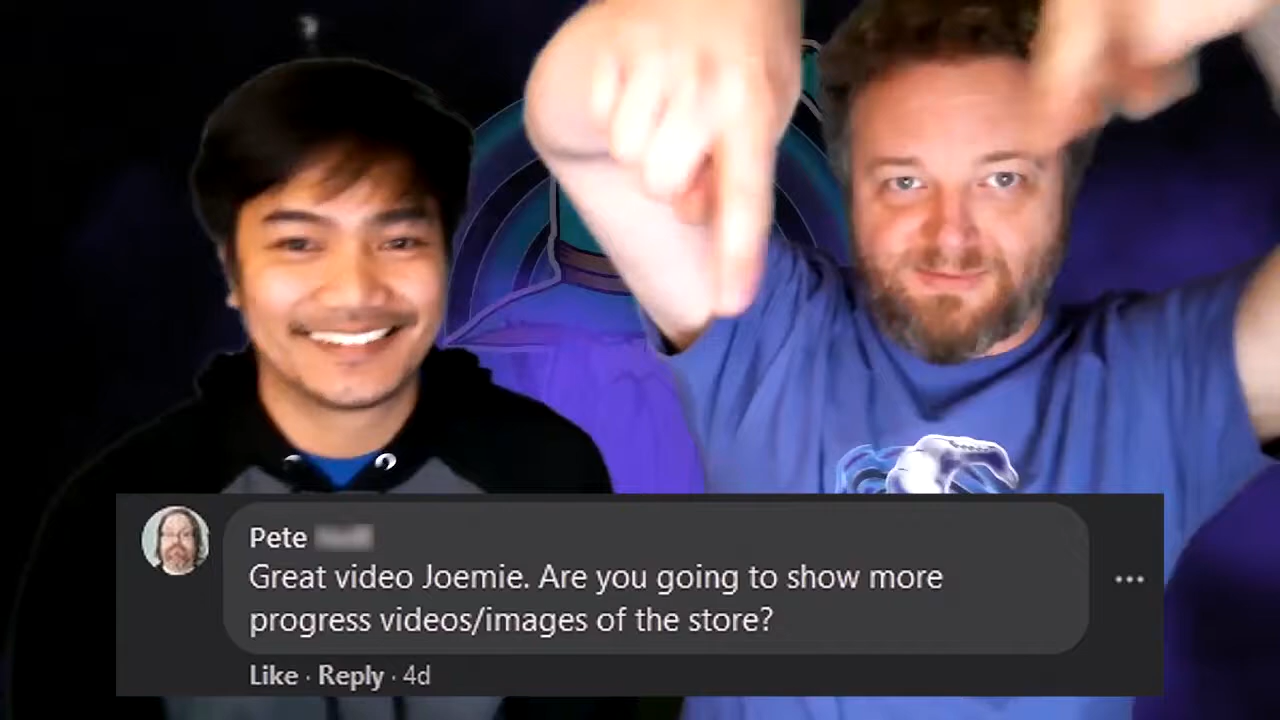 Pete
Great video Joemie. Are you going to show more
progress videos/images of the store?
Like · Reply · 4d